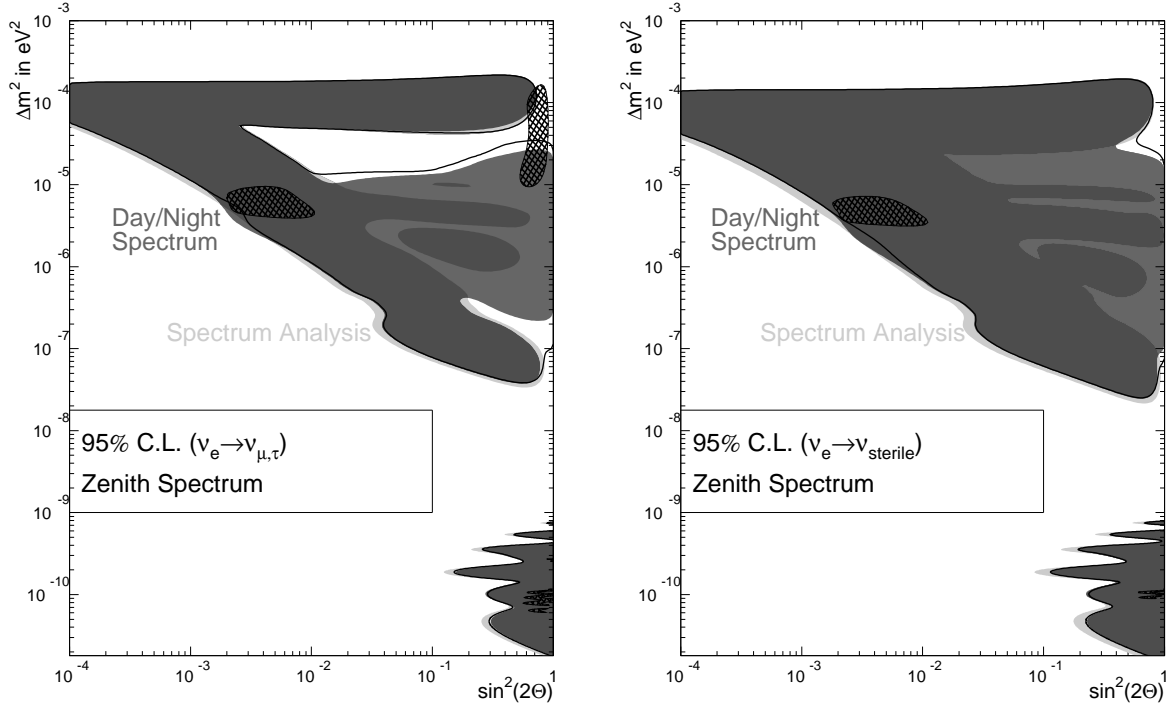 Δm² in eV²
10⁻³
10⁻⁴
10⁻⁵
10⁻⁶
10⁻⁷
10⁻⁸
10⁻⁹
10⁻¹⁰
Day/Night
Spectrum
Spectrum Analysis
95% C.L. (νe→νμ,τ)
Zenith Spectrum
10⁻⁴ 10⁻³ 10⁻² 10⁻¹ 1
sin²(2Θ)
Δm² in eV²
10⁻³
10⁻⁴
10⁻⁵
10⁻⁶
10⁻⁷
10⁻⁸
10⁻⁹
10⁻¹⁰
Day/Night
Spectrum
Spectrum Analysis
95% C.L. (νe→νsterile)
Zenith Spectrum
10⁻⁴ 10⁻³ 10⁻² 10⁻¹ 1
sin²(2Θ)